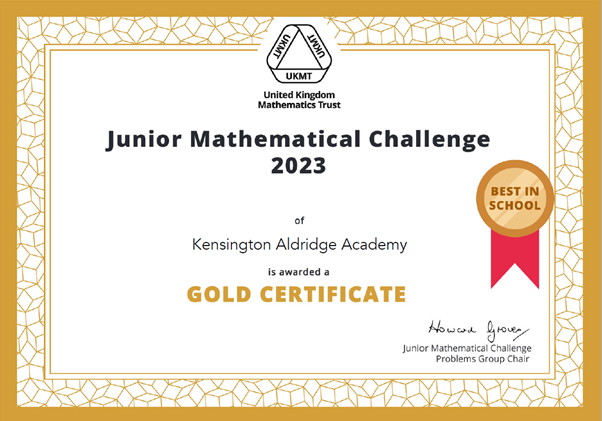 UKMT
UKMT
UKMT
United Kingdom
Mathematics Trust
Junior Mathematical Challenge
2023
BEST IN
SCHOOL
of
Kensington Aldridge Academy
is awarded a
GOLD CERTIFICATE
Howard Groves
Junior Mathematical Challenge
Problems Group Chair